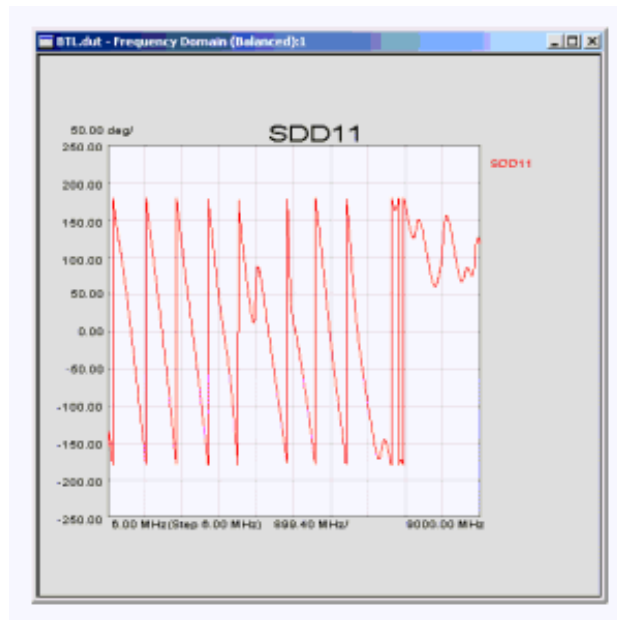 BTL.dut - Frequency Domain (Balanced):1
50.00 deg/
SDD11
250.00
SDD11
200.00
150.00
100.00
50.00
0.00
-50.00
-100.00
-150.00
-200.00
-250.00
6.00 MHz(Step 6.00 MHz) 899.40 MHz/ 9000.00 MHz